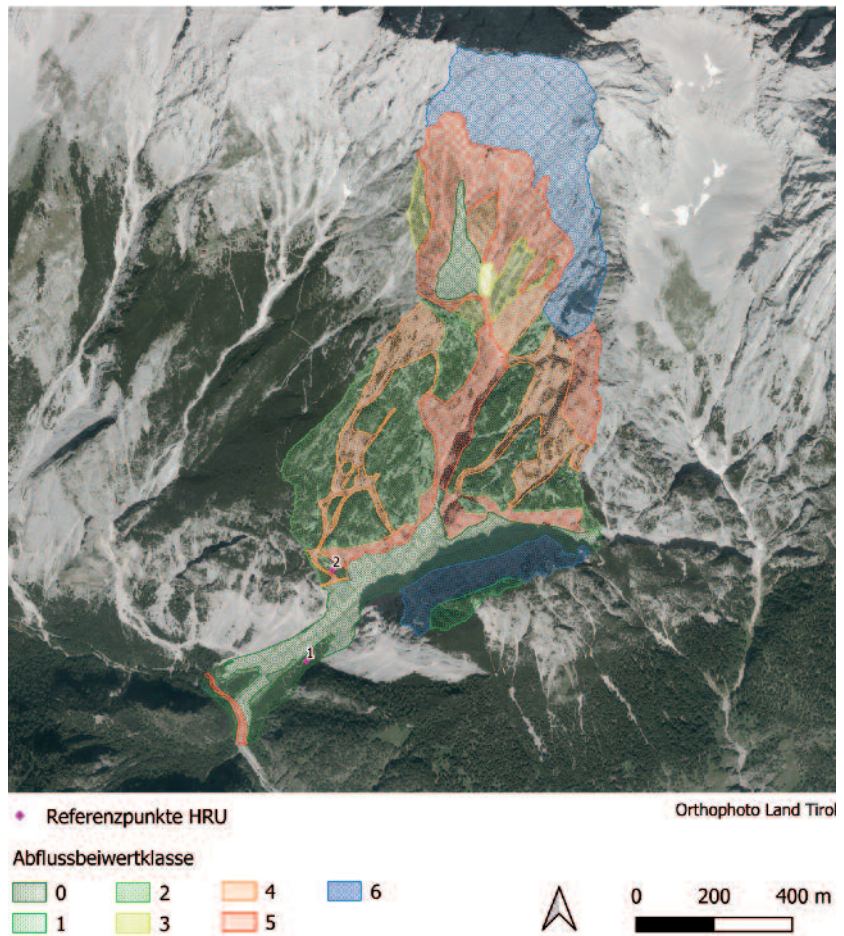 2
1
Referenzpunkte HRU
Orthophoto Land Tirol
Abflussbeiwertklasse
0 2 4 6
1 3 5
0 200 400 m